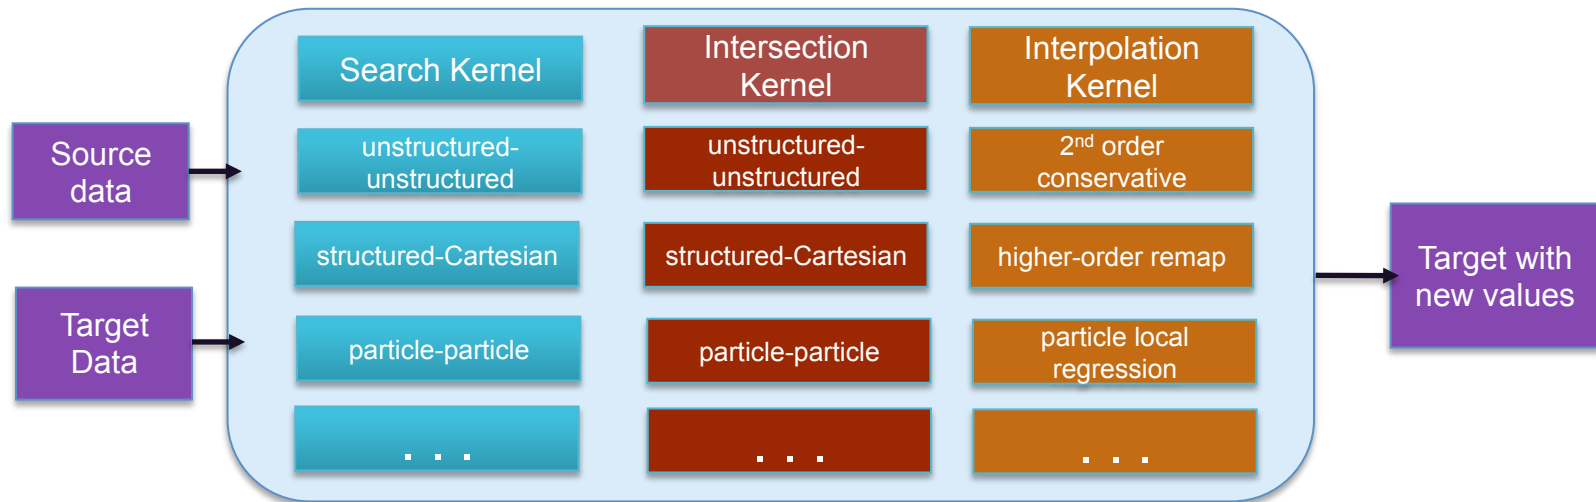 Source
data
Target
Data
Search Kernel
unstructured-
unstructured
structured-Cartesian
particle-particle
. . .
Intersection
Kernel
unstructured-
unstructured
structured-Cartesian
particle-particle
. . .
Interpolation
Kernel
2nd order
conservative
higher-order remap
particle local
regression
. . .
Target with
new values